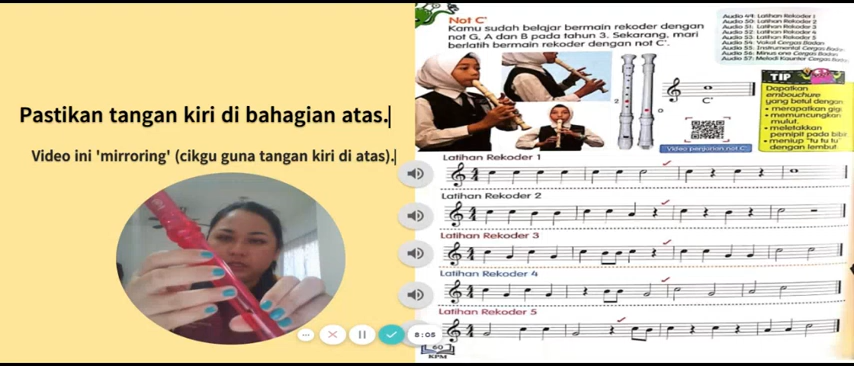 Pastikan tangan kiri di bahagian atas.
Video ini 'mirroring' (cikgu guna tangan kiri di atas).
8:05
Not C'
Kamu sudah belajar bermain rekoder dengan
not G, A dan B pada tahun 3. Sekarang, mari
berlatih bermain rekoder dengan not C'.
Audio 49: Latihan Rekoder 1
Audio 50: Latihan Rekoder 2
Audio 51: Latihan Rekoder 3
Audio 52: Latihan Rekoder 4
Audio 53: Latihan Rekoder 5
Audio 54: Vokal Cergas Badan
Audio 55: Instrumental Cergas Badan
Audio 56: Minus one Cergas Badan
Audio 57: Melodi Kaunter Cergas
C'
TIP
Dapatkan
embouchure
yang betul dengan
• merapatkan gigi
• memuncungkan
mulut.
• meletakkan
pemipit pada bibir
• meniup "tu tu tu"
dengan lembut.
Video penjarian not C'
Latihan Rekoder 1
Latihan Rekoder 2
Latihan Rekoder 3
Latihan Rekoder 4
Latihan Rekoder 5
60
KPM